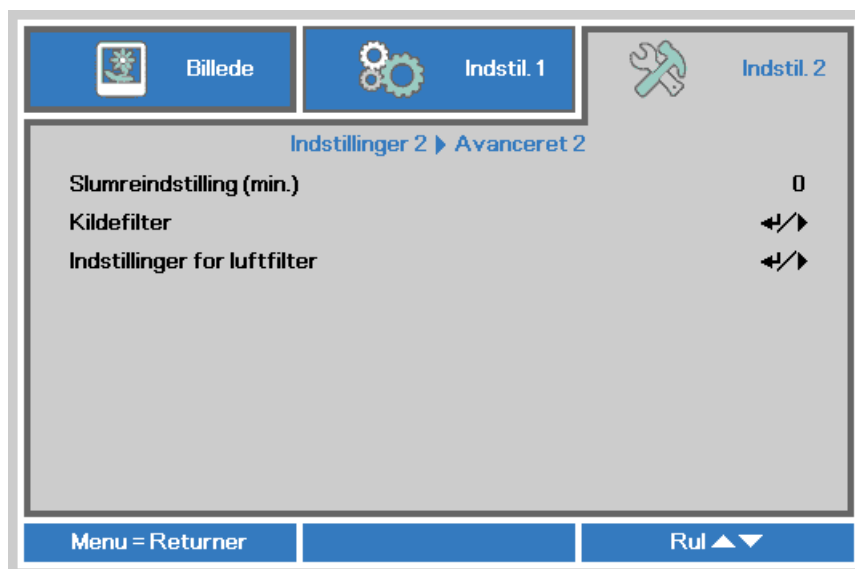 Billede
Indstil. 1
Indstil. 2
Indstillinger 2 ▶ Avanceret 2
Slumreindstilling (min.) 0
Kildefilter ↵/▶
Indstillinger for luftfilter ↵/▶
Menu = Returner
Rul ▲▼